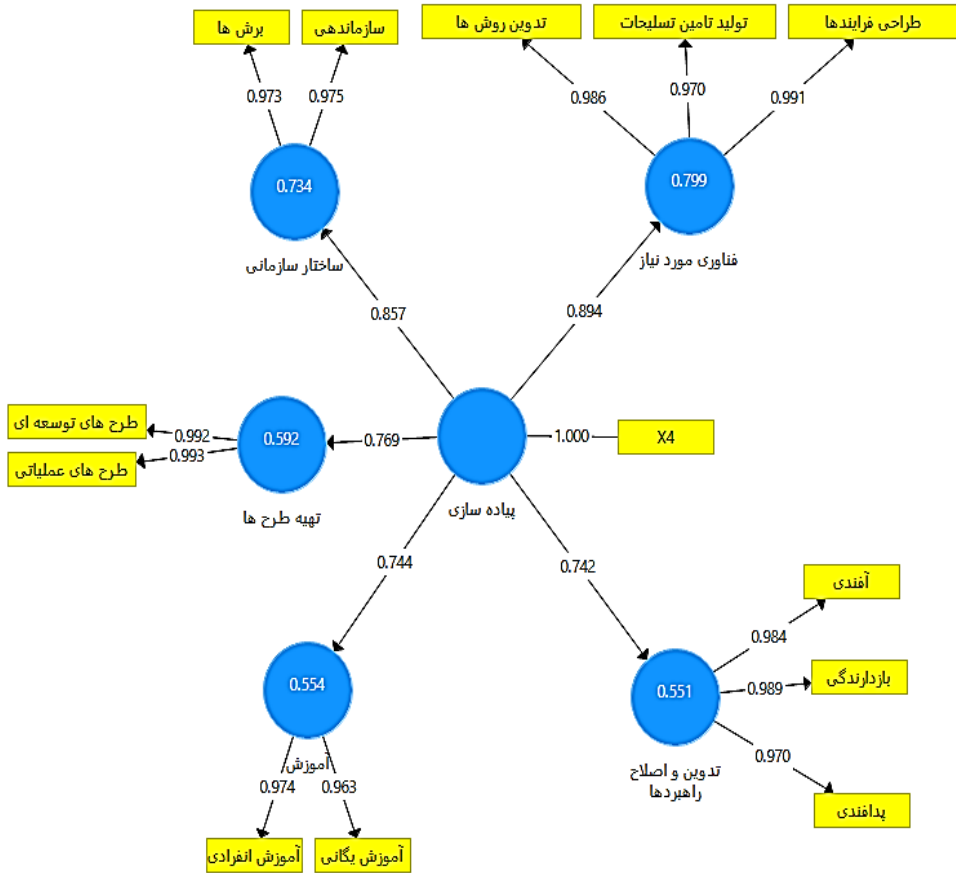 برش ها
سازماندهی
تدوین روش ها
تولید تامین تسلیحات
طراحی فرایندها
0.973
0.975
0.986
0.970
0.991
0.734
0.799
ساختار سازمانی
فناوری مورد نیاز
0.857
0.894
طرح های توسعه ای
0.992
0.993
طرح های عملیاتی
0.592
0.769
1.000
X4
تهیه طرح ها
پیاده سازی
0.744
0.742
آفندی
0.984
بازدارندگی
0.989
0.554
0.551
0.970
پدافندی
آموزش
تدوین و اصلاح
راهبردها
0.974
0.963
آموزش انفرادی
آموزش یگانی